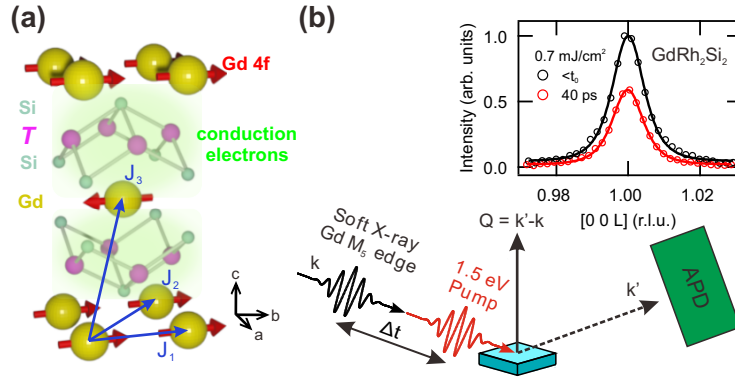 (a)
Gd 4f
Si
T
Si
conduction
electrons
J3
Gd
J2
J1
c
b
a
(b)
Intensity (arb. units)
1.0
0.5
0.0
0.7 mJ/cm²
<t₀
40 ps
GdRh₂Si₂
0.98
1.00
1.02
[0 0 L] (r.l.u.)
Q = k'-k
Soft X-ray
Gd M₅ edge
k
1.5 eV
Pump
Δt
k'
APD